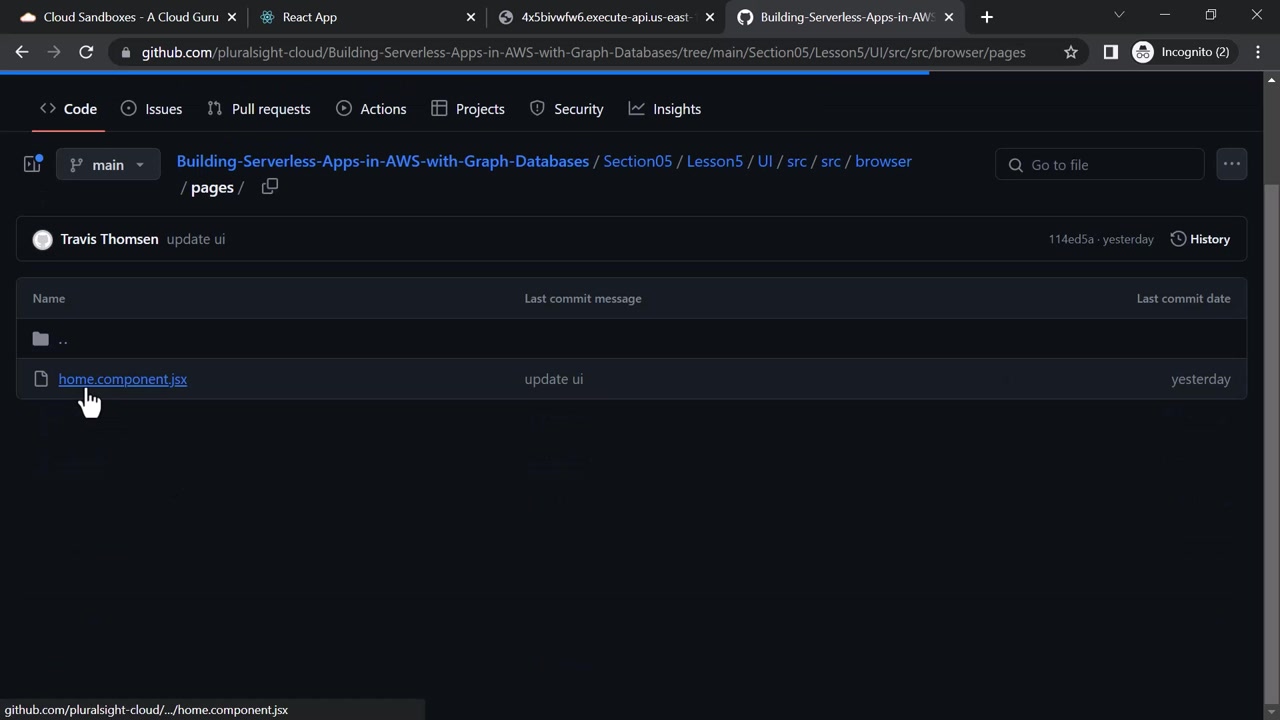 Cloud Sandboxes - A Cloud Guru
React App
4x5bivwfw6.execute-api.us-east-
Building-Serverless-Apps-in-AWS
github.com/pluralsight-cloud/Building-Serverless-Apps-in-AWS-with-Graph-Databases/tree/main/Section05/Lesson5/UI/src/src/browser/pages
Incognito (2)
Code
Issues
Pull requests
Actions
Projects
Security
Insights
main
Building-Serverless-Apps-in-AWS-with-Graph-Databases / Section05 / Lesson5 / UI / src / src / browser
/ pages /
Go to file
Travis Thomsen update ui
114ed5a · yesterday
History
Name
Last commit message
Last commit date
..
home.component.jsx
update ui
yesterday
github.com/pluralsight-cloud/.../home.component.jsx